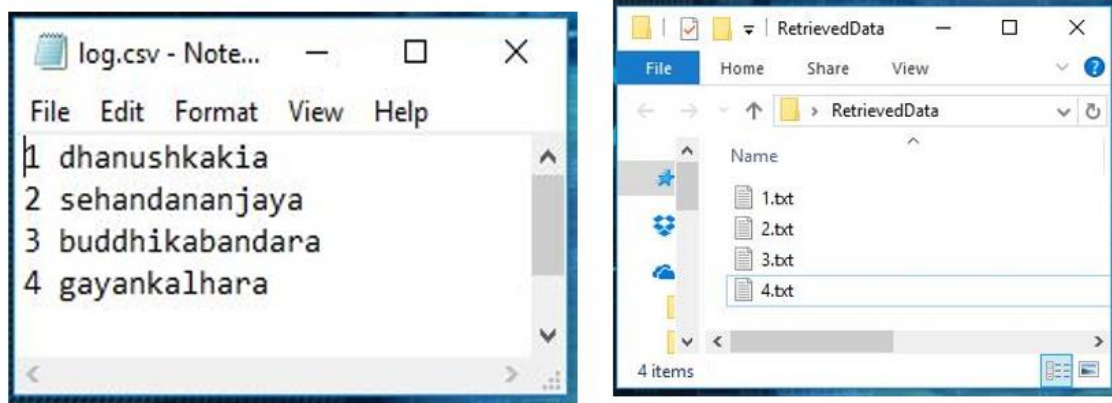 log.csv - Note...
File Edit Format View Help
1 dhanushkakia
2 sehandananjaya
3 buddhikabandara
4 gayankalhara
RetrievedData
File Home Share View
RetrievedData
Name
1.txt
2.txt
3.txt
4.txt
4 items